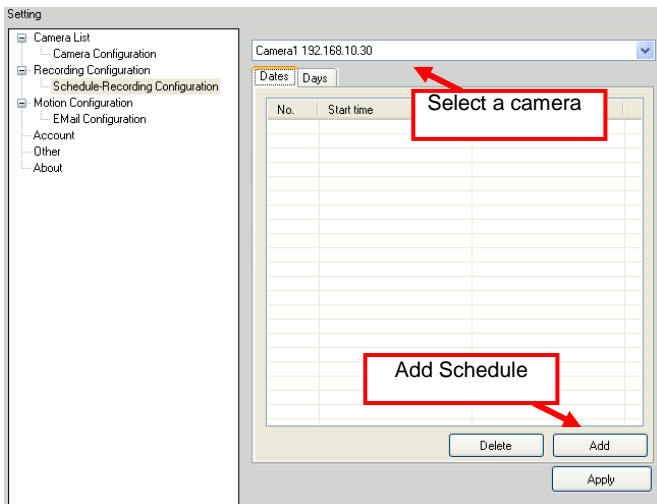 Setting
Camera List
Camera Configuration
Recording Configuration
Schedule-Recording Configuration
Motion Configuration
EMail Configuration
Account
Other
About
Camera1 192.168.10.30
Dates Days
No. Start time
Select a camera
Add Schedule
Delete Add
Apply